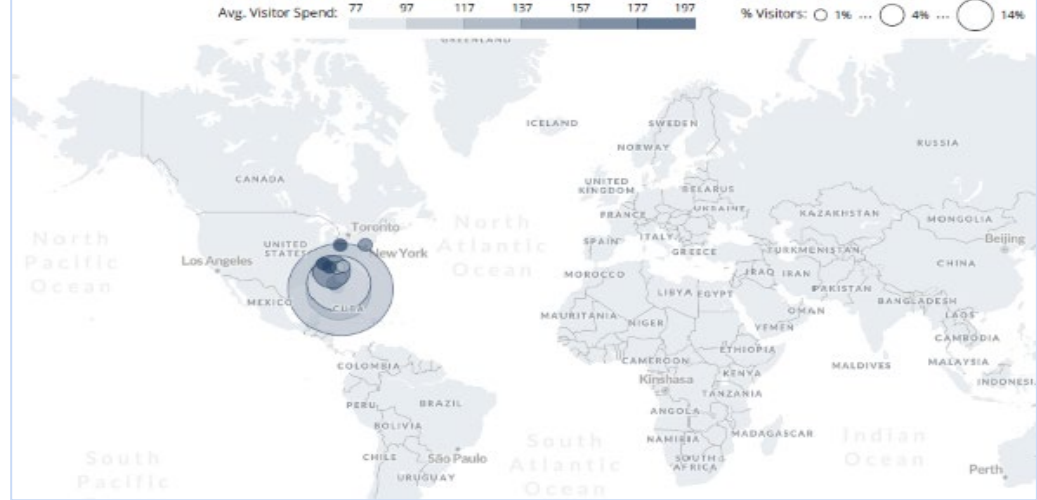 Avg. Visitor Spend: 77 97 117 137 157 177 197 % Visitors: 1% ... 4% ... 14%
GREENLAND
ICELAND
SWEDEN
NORWAY
RUSSIA
CANADA
UNITED
KINGDOM
BELARUS
UKRAINE
FRANCE
KAZAKHSTAN
MONGOLIA
Toronto
North
Pacific
Ocean
North
Atlantic
Ocean
UNITED
STATES
New York
Los Angeles
SPAIN
ITALY
GREECE
TURKMENISTAN
Beijing
CHINA
MOROCCO
IRAQ
IRAN
PAKISTAN
LIBYA
EGYPT
MEXICO
CUBA
BANGLADESH
OMAN
LAOS
MAURITANIA
NIGER
YEMEN
CAMBODIA
ETHIOPIA
COLOMBIA
CAMEROON
KENYA
MALDIVES
MALAYSIA
Kinshasa
INDONESI
TANZANIA
PERU
BRAZIL
ANGOLA
BOLIVIA
NAMIBIA
MADAGASCAR
Indian
Ocean
South
Pacific
CHILE
São Paulo
South
Atlantic
Ocean
SOUTH
AFRICA
Perth
URUGUAY